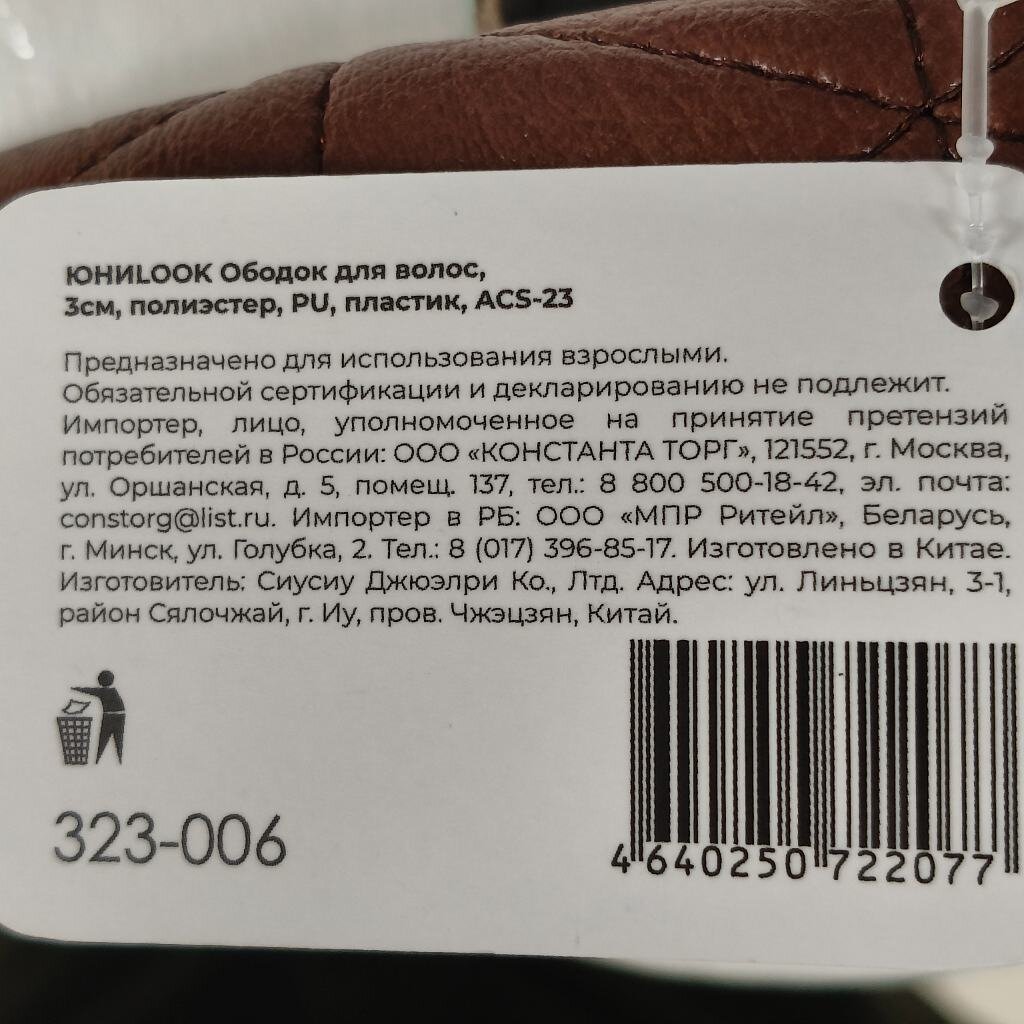 ЮНИLOOK Ободок для волос,
3см, полиэстер, PU, пластик, ACS-23
Предназначено для использования взрослыми.
Обязательной сертификации и декларированию не подлежит.
Импортер, лицо, уполномоченное на принятие претензий
потребителей в России: ООО «КОНСТАНТА ТОРГ», 121552, г. Москва,
ул. Оршанская, д. 5, помещ. 137, тел.: 8 800 500-18-42, эл. почта:
constorg@list.ru. Импортер в РБ: ООО «МПР Ритейл», Беларусь,
г. Минск, ул. Голубка, 2. Тел.: 8 (017) 396-85-17. Изготовлено в Китае.
Изготовитель: Сиусиу Джюэлри Ко., Лтд. Адрес: ул. Линьцзян, 3-1,
район Сялочжай, г. Иу, пров. Чжэцзян, Китай.
323-006
4 640250 722077